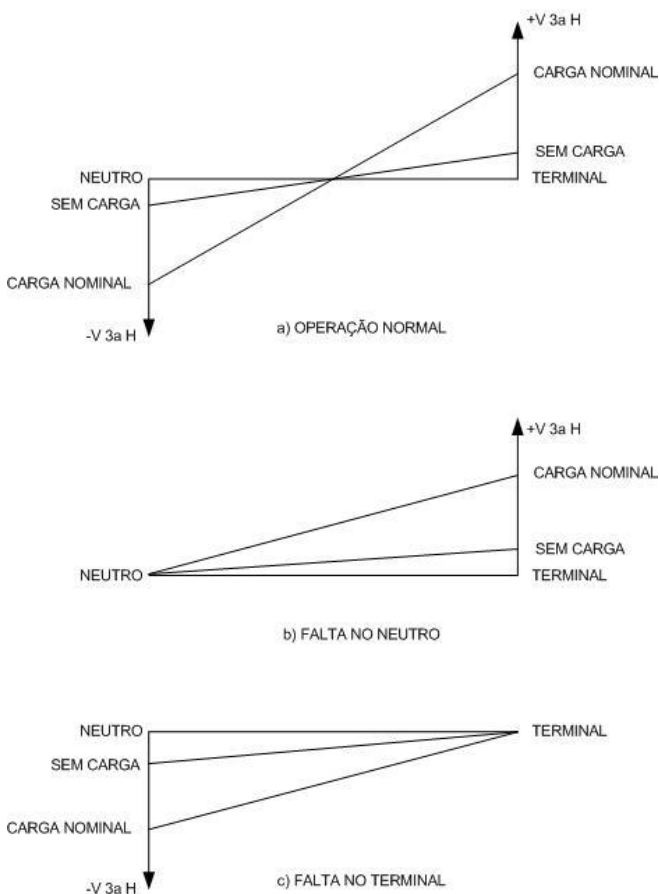 +V 3a H
CARGA NOMINAL
SEM CARGA
NEUTRO
TERMINAL
SEM CARGA
CARGA NOMINAL
-V 3a H
a) OPERAÇÃO NORMAL
+V 3a H
CARGA NOMINAL
SEM CARGA
NEUTRO
TERMINAL
b) FALTA NO NEUTRO
NEUTRO
TERMINAL
SEM CARGA
CARGA NOMINAL
-V 3a H
c) FALTA NO TERMINAL